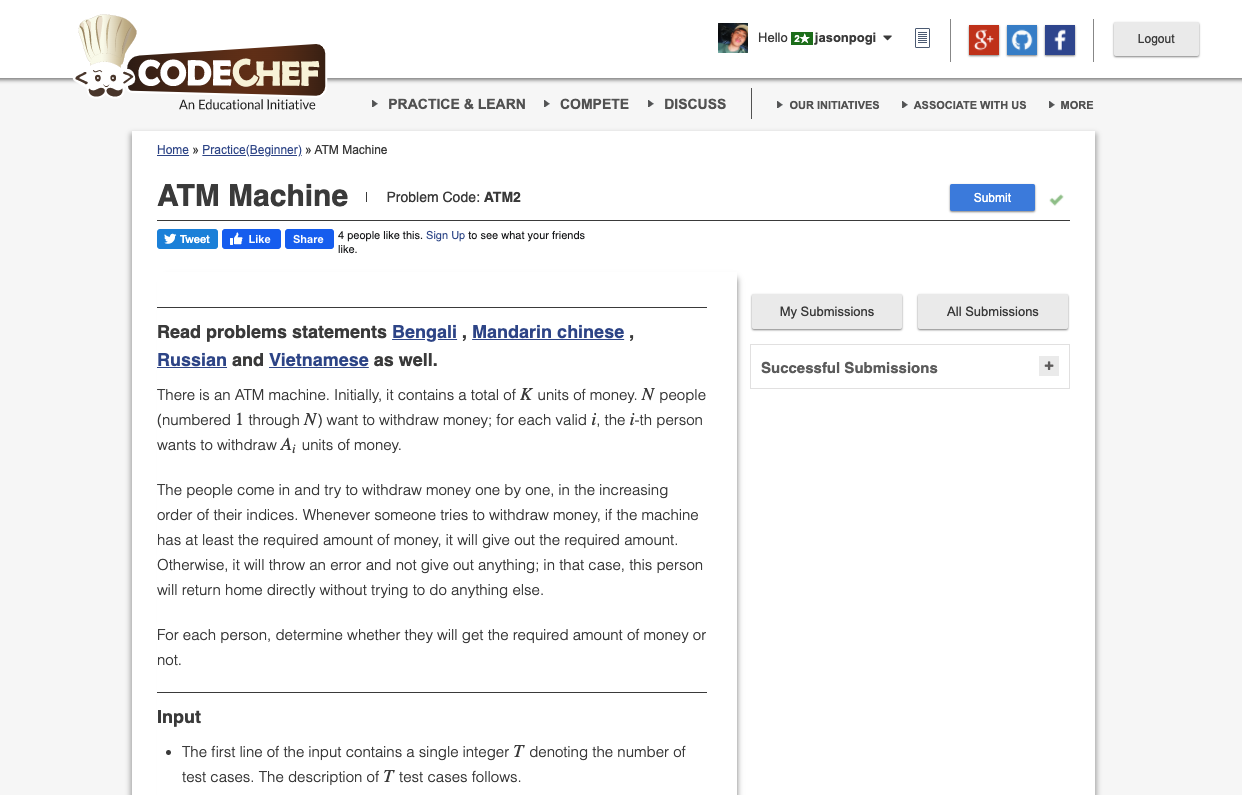 CODECHEF
An Educational Initiative
Hello 2★ jasonpogi
Logout
PRACTICE & LEARN
COMPETE
DISCUSS
OUR INITIATIVES
ASSOCIATE WITH US
MORE
Home » Practice(Beginner) » ATM Machine
ATM Machine
Problem Code: ATM2
Submit
Tweet
Like
Share
4 people like this. Sign Up to see what your friends
like.
My Submissions
All Submissions
Successful Submissions
+
Read problems statements Bengali , Mandarin chinese ,
Russian and Vietnamese as well.
There is an ATM machine. Initially, it contains a total of K units of money. N people
(numbered 1 through N) want to withdraw money; for each valid i, the i-th person
wants to withdraw Ai units of money.
The people come in and try to withdraw money one by one, in the increasing
order of their indices. Whenever someone tries to withdraw money, if the machine
has at least the required amount of money, it will give out the required amount.
Otherwise, it will throw an error and not give out anything; in that case, this person
will return home directly without trying to do anything else.
For each person, determine whether they will get the required amount of money or
not.
Input
• The first line of the input contains a single integer T denoting the number of
test cases. The description of T test cases follows.